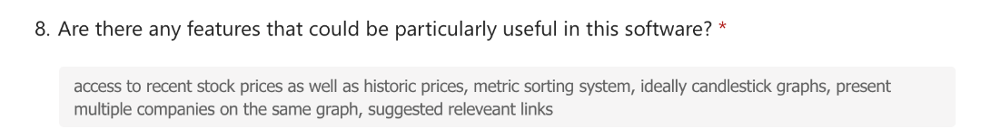 8. Are there any features that could be particularly useful in this software? *
access to recent stock prices as well as historic prices, metric sorting system, ideally candlestick graphs, present
multiple companies on the same graph, suggested releveant links